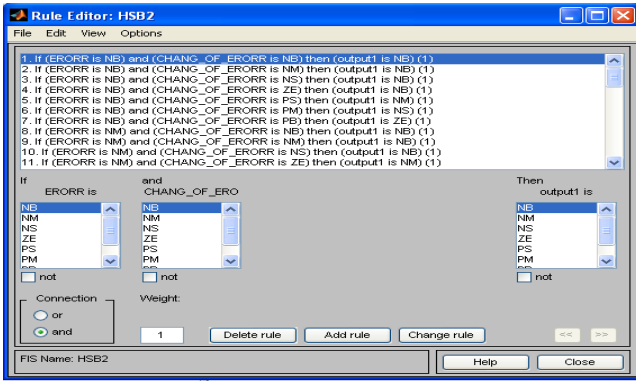 Rule Editor: HSB2
File Edit View Options
1. If (ERORR is NB) and (CHANG_OF_ERORR is NB) then (output1 is NB) (1)
2. If (ERORR is NB) and (CHANG_OF_ERORR is NM) then (output1 is NB) (1)
3. If (ERORR is NB) and (CHANG_OF_ERORR is NS) then (output1 is NB) (1)
4. If (ERORR is NB) and (CHANG_OF_ERORR is ZE) then (output1 is NB) (1)
5. If (ERORR is NB) and (CHANG_OF_ERORR is PS) then (output1 is NM) (1)
6. If (ERORR is NB) and (CHANG_OF_ERORR is PM) then (output1 is NS) (1)
7. If (ERORR is NB) and (CHANG_OF_ERORR is PB) then (output1 is ZE) (1)
8. If (ERORR is NM) and (CHANG_OF_ERORR is NB) then (output1 is NB) (1)
9. If (ERORR is NM) and (CHANG_OF_ERORR is NM) then (output1 is NB) (1)
10. If (ERORR is NM) and (CHANG_OF_ERORR is NS) then (output1 is NB) (1)
11. If (ERORR is NM) and (CHANG_OF_ERORR is ZE) then (output1 is NM) (1)
If and Then
ERORR is CHANG_OF_ERO output1 is
NB NB NB
NM NM NM
NS NS NS
ZE ZE ZE
PS PS PS
PM PM PM
not not not
Connection Weight:
or
and 1 Delete rule Add rule Change rule << >>
FIS Name: HSB2 Help Close